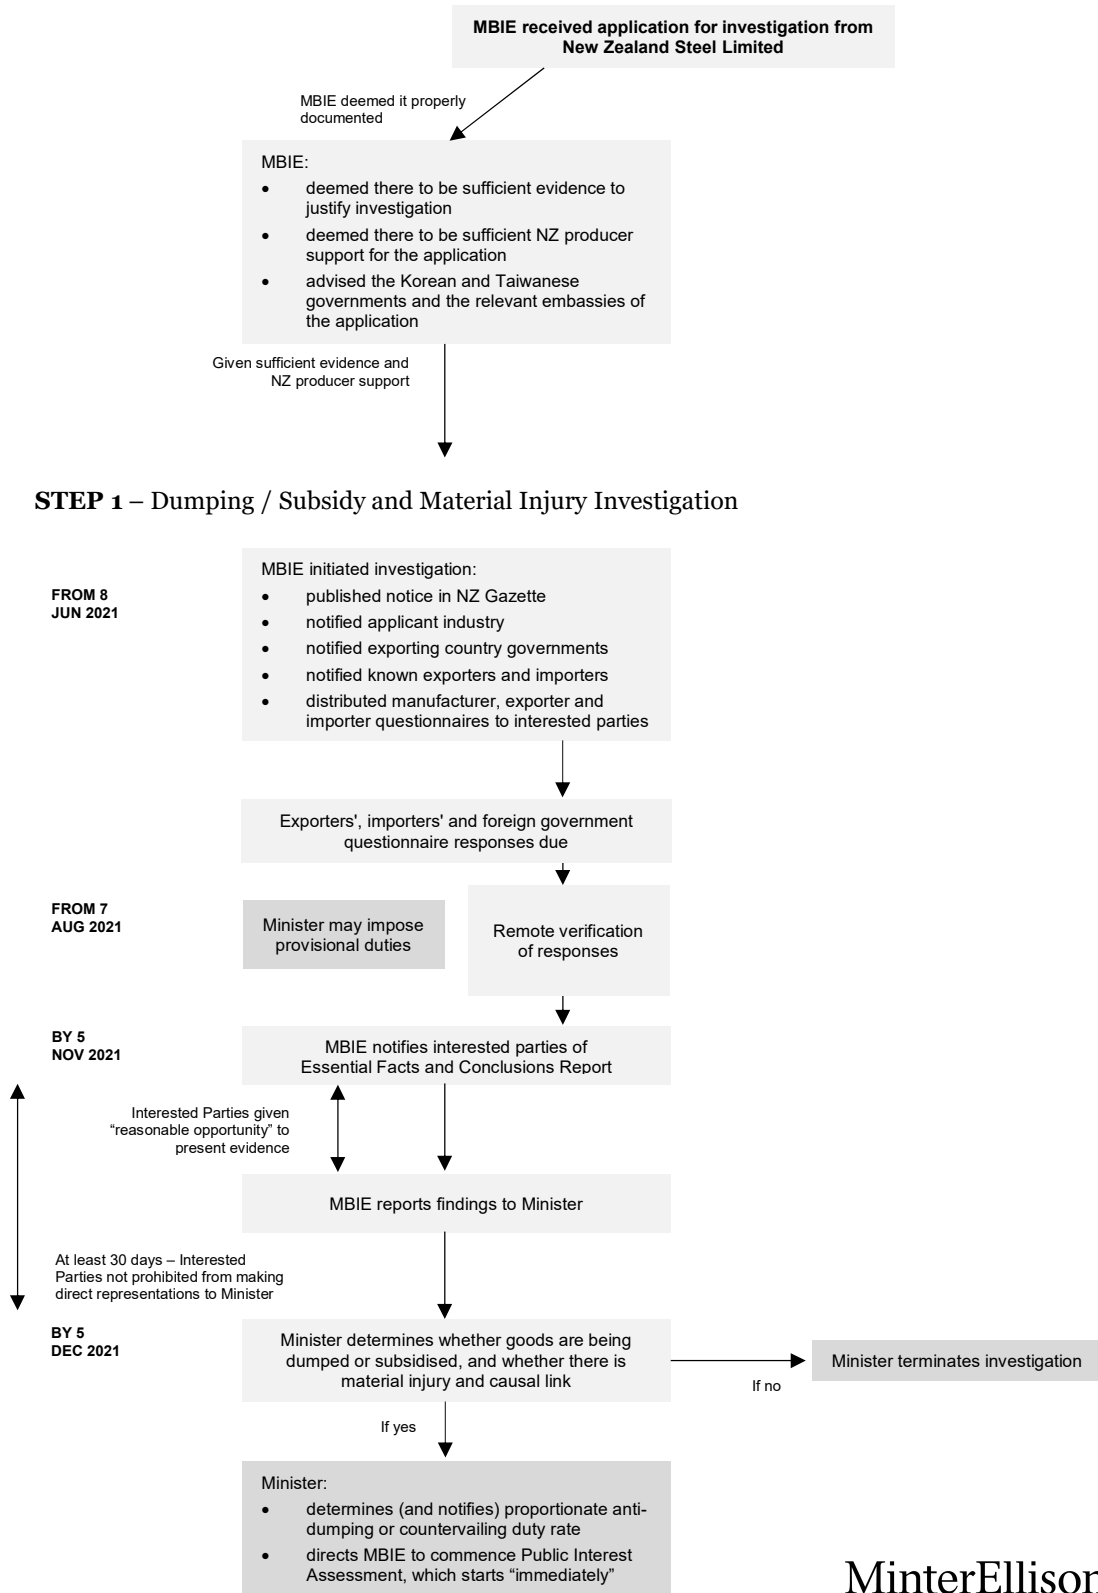 MBIE received application for investigation from
New Zealand Steel Limited
MBIE deemed it properly
documented
MBIE:
• deemed there to be sufficient evidence to
justify investigation
• deemed there to be sufficient NZ producer
support for the application
• advised the Korean and Taiwanese
governments and the relevant embassies of
the application
Given sufficient evidence and
NZ producer support
STEP 1 – Dumping / Subsidy and Material Injury Investigation
FROM 8
JUN 2021
MBIE initiated investigation:
• published notice in NZ Gazette
• notified applicant industry
• notified exporting country governments
• notified known exporters and importers
• distributed manufacturer, exporter and
importer questionnaires to interested parties
Exporters', importers' and foreign government
questionnaire responses due
FROM 7
AUG 2021
Minister may impose
provisional duties
Remote verification
of responses
BY 5
NOV 2021
MBIE notifies interested parties of
Essential Facts and Conclusions Report
Interested Parties given
“reasonable opportunity” to
present evidence
MBIE reports findings to Minister
At least 30 days – Interested
Parties not prohibited from making
direct representations to Minister
BY 5
DEC 2021
Minister determines whether goods are being
dumped or subsidised, and whether there is
material injury and causal link
If no
Minister terminates investigation
If yes
Minister:
• determines (and notifies) proportionate anti-
dumping or countervailing duty rate
• directs MBIE to commence Public Interest
Assessment, which starts “immediately”
MinterEllison